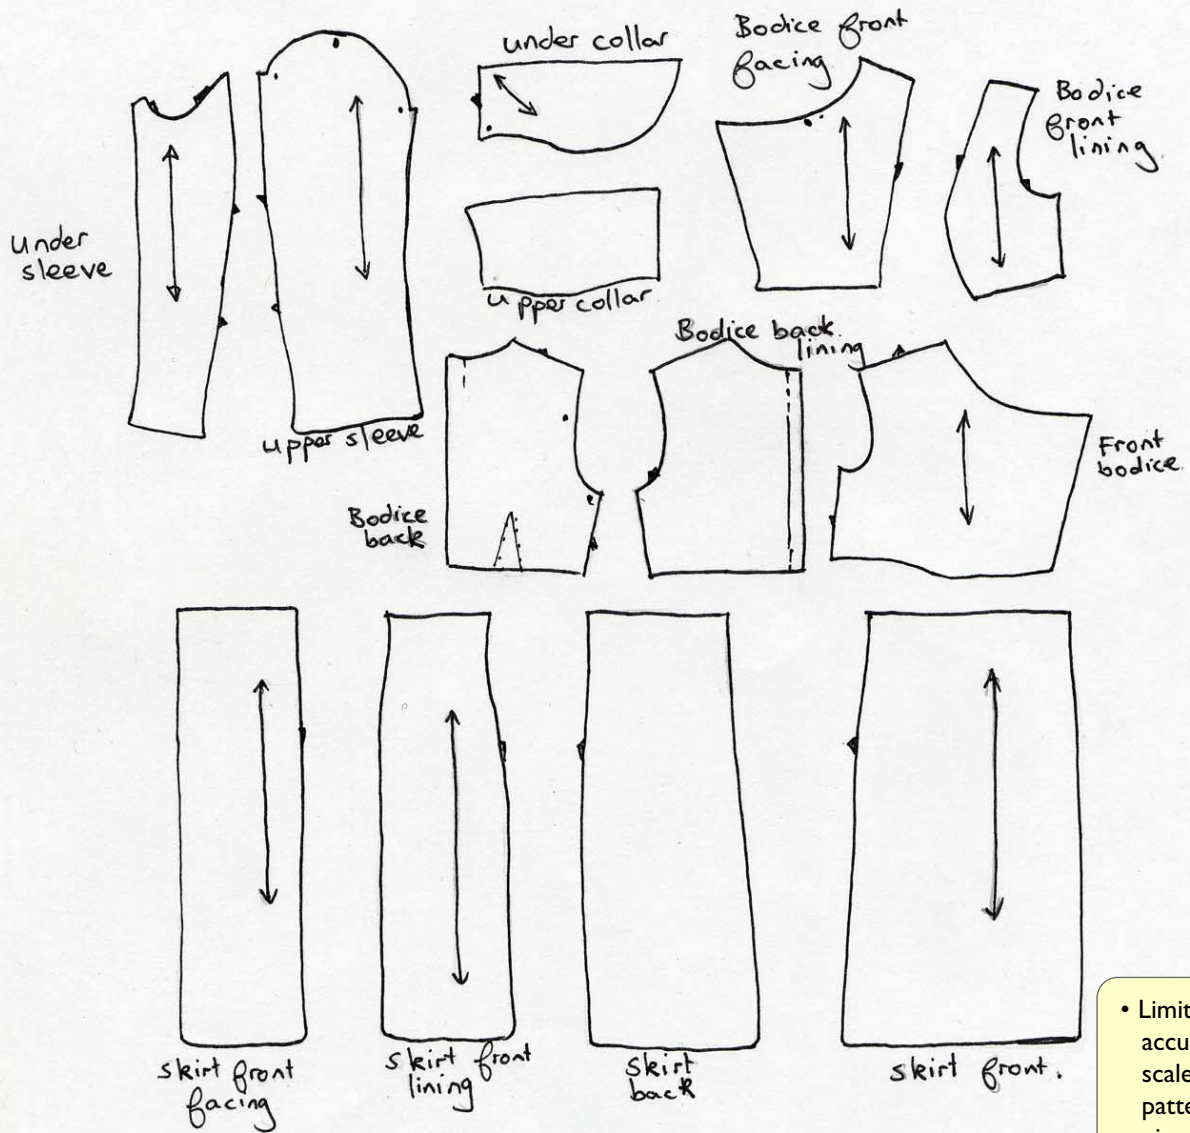 under collar
Bodice front
facing.
Bodice
front
lining.
under
sleeve
upper collar.
upper sleeve
Bodice back.
lining
Front
bodice.
Bodice
back
skirt front
facing
skirt front
lining
skirt
back
skirt front.
• Limit
accu
scale
patte